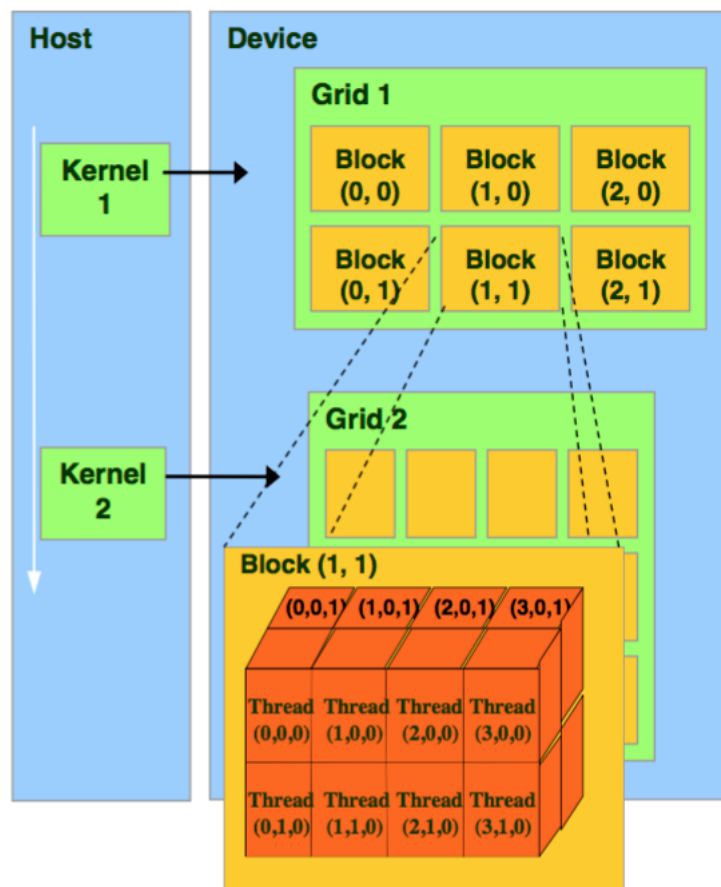 Host
Device
Grid 1
Kernel
1
Block
(0, 0)
Block
(1, 0)
Block
(2, 0)
Block
(0, 1)
Block
(1, 1)
Block
(2, 1)
Grid 2
Kernel
2
Block (1, 1)
(0,0,1) (1,0,1) (2,0,1) (3,0,1)
Thread Thread Thread Thread
(0,0,0) (1,0,0) (2,0,0) (3,0,0)
Thread Thread Thread Thread
(0,1,0) (1,1,0) (2,1,0) (3,1,0)